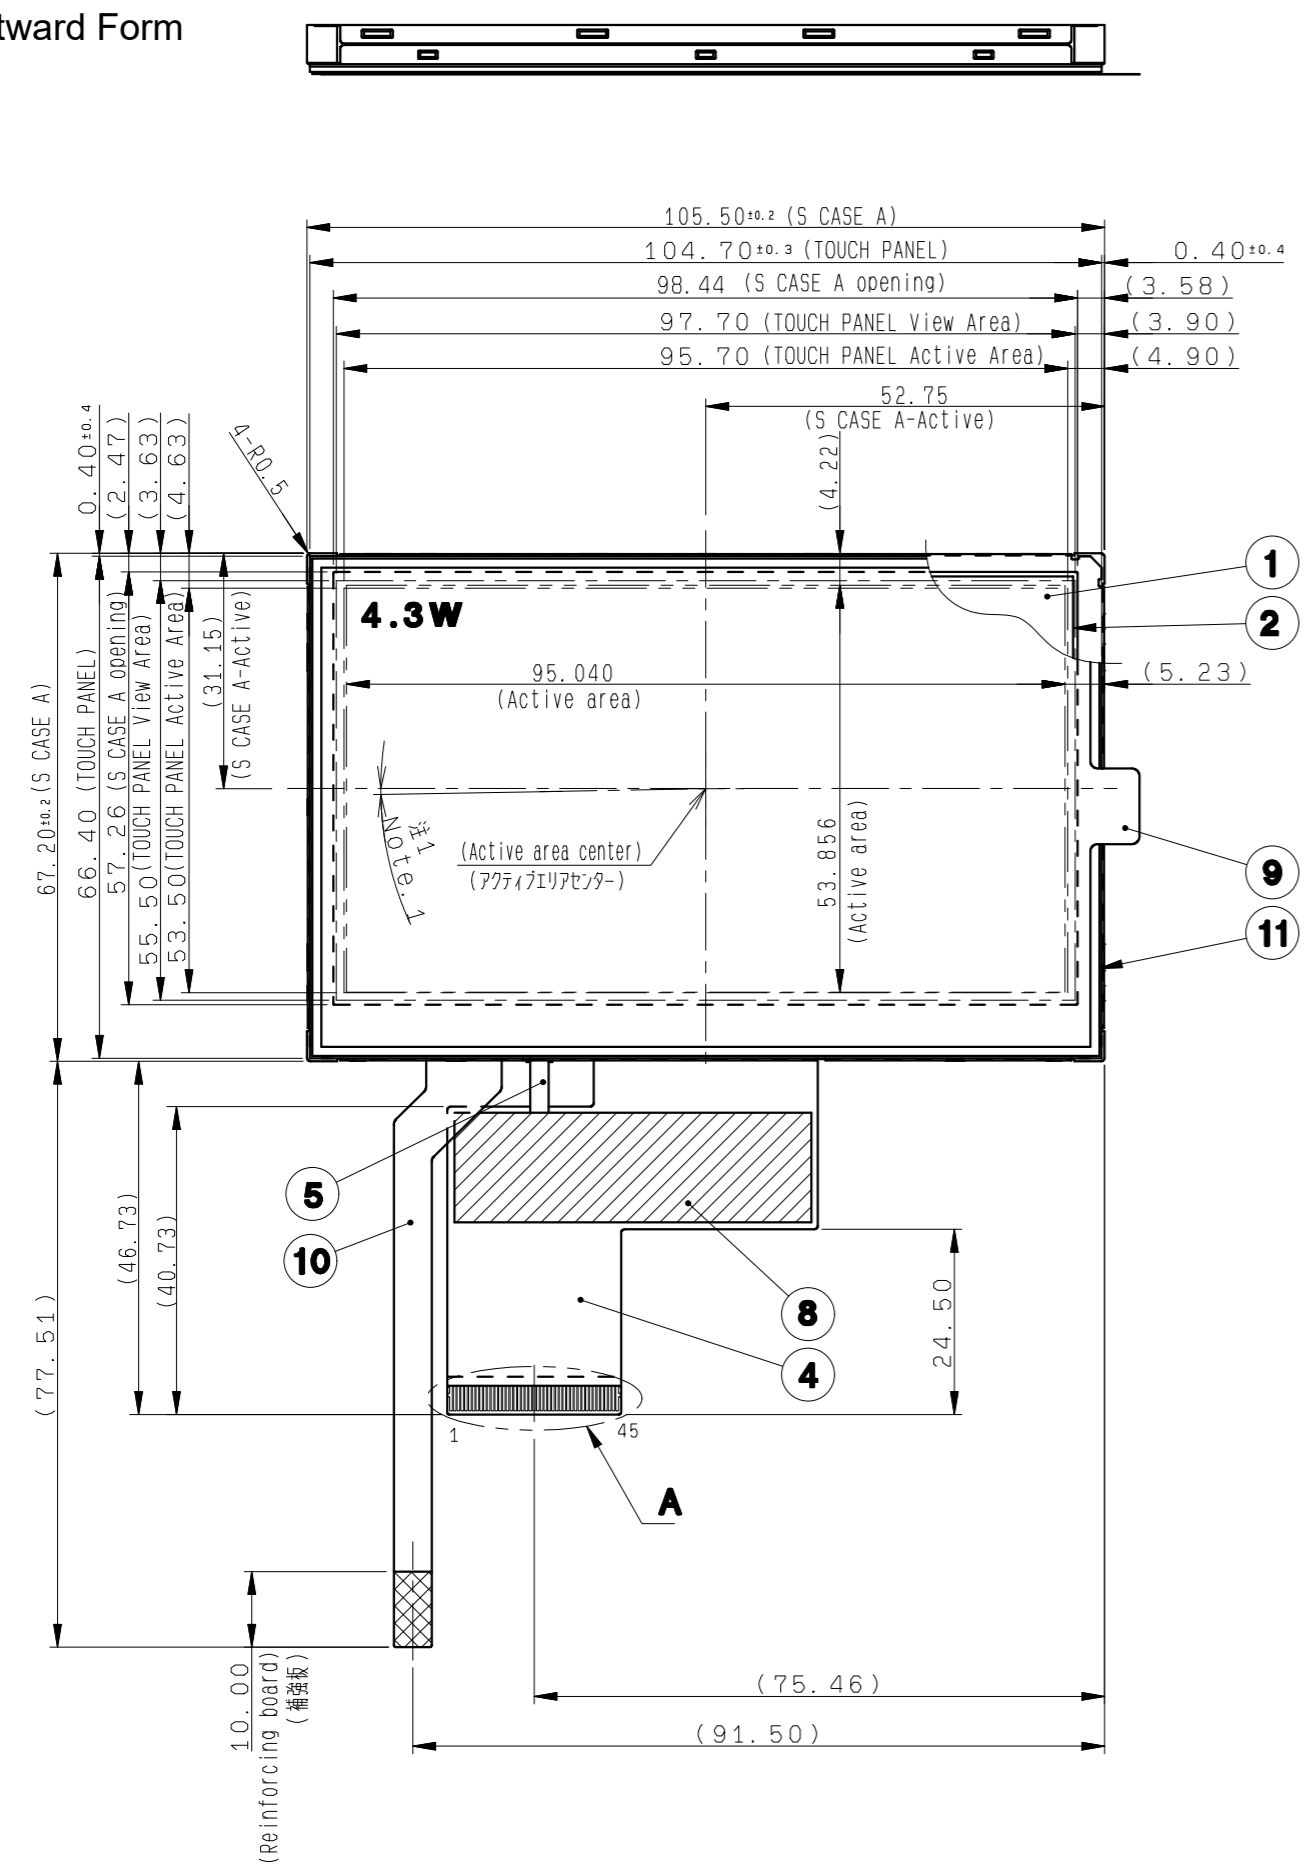 tward Form
105.50±0.2 (S CASE A)
104.70±0.3 (TOUCH PANEL)
0.40±0.4
98.44 (S CASE A opening)
(3.58)
97.70 (TOUCH PANEL View Area)
(3.90)
95.70 (TOUCH PANEL Active Area)
(4.90)
52.75
(S CASE A-Active)
(4.22)
0.40±0.4
(2.47)
(3.63)
(4.63)
4-R0.5
67.20±0.2(S CASE A)
66.40 (TOUCH PANEL)
57.26(S CASE A opening)
55.50(TOUCH PANEL View Area)
53.50(TOUCH PANEL Active Area)
(31.15)
(S CASE A-Active)
4.3W
1
2
95.040
(Active area)
(5.23)
注1
Note.1
(Active area center)
(アクティブエリアセンター)
53.856
(Active area)
9
11
5
10
8
4
(46.73)
(40.73)
(77.51)
24.50
1
45
A
10.00
(Reinforcing board)
(補強板)
(75.46)
(91.50)